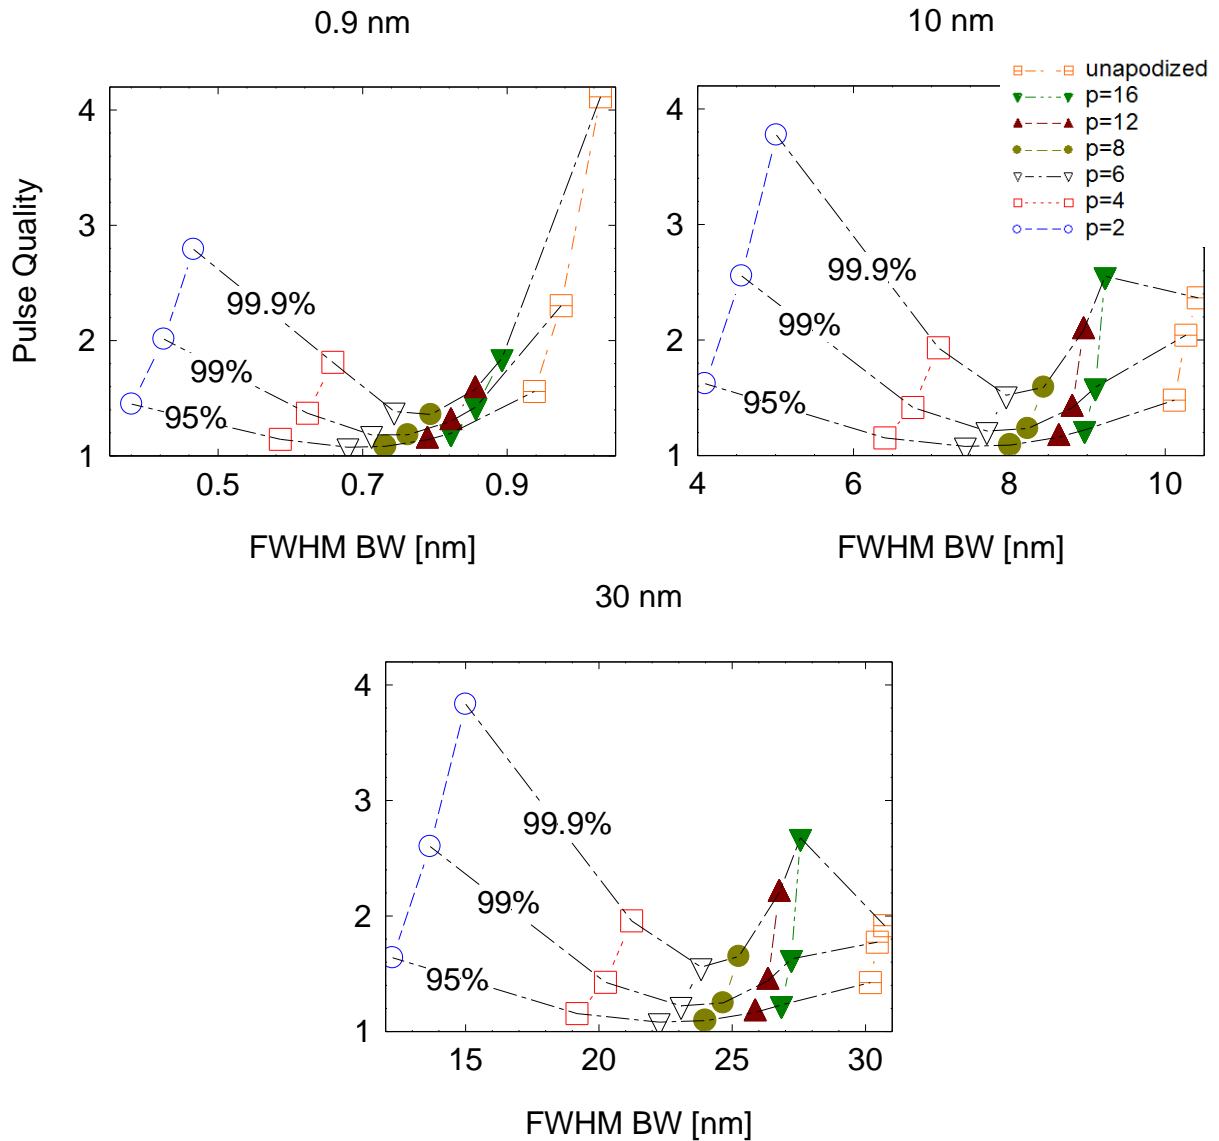 0.9 nm
10 nm
unapodized
p=16
p=12
p=8
p=6
p=4
p=2
Pulse Quality
4
3
2
1
99.9%
99%
95%
0.5
0.7
0.9
FWHM BW [nm]
4
3
2
1
99.9%
99%
95%
4
6
8
10
FWHM BW [nm]
30 nm
4
3
2
1
99.9%
99%
95%
15
20
25
30
FWHM BW [nm]